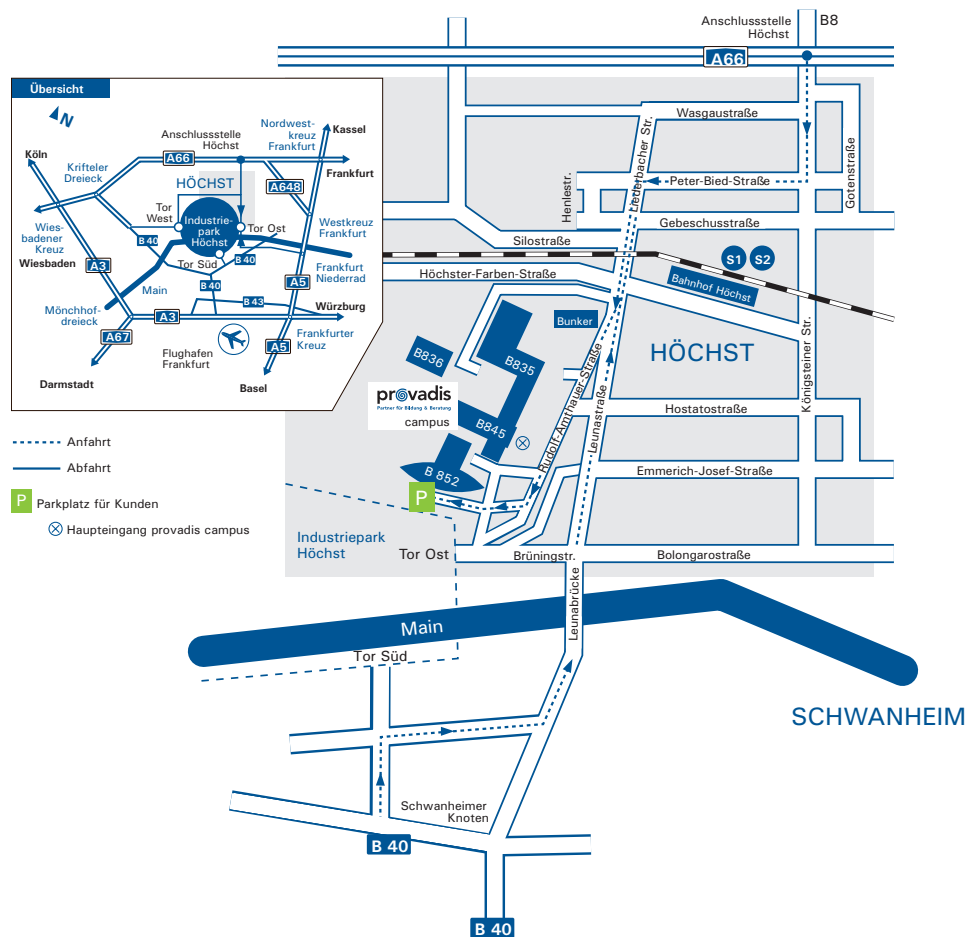 Anschlussstelle
Höchst
B8
A66
Übersicht
N
Köln
Krifteler
Dreieck
Anschlussstelle
Höchst
Nordwest-
kreuz
Frankfurt
Kassel
A66
Frankfurt
A648
HÖCHST
Wies-
badener
Kreuz
Wiesbaden
Tor
West
B 40
Industrie-
park
Höchst
Tor Ost
Westkreuz
Frankfurt
A3
Tor Süd
B 40
B 40
Frankfurt
Niederrad
Main
A5
B 43
Mönchhof-
dreieck
A3
Würzburg
A67
Frankfurter
Kreuz
A5
Flughafen
Frankfurt
Darmstadt
Basel
Wasgaustraße
Liederbacher Str.
Gotenstraße
Henlestr.
Peter-Bied-Straße
Gebeschusstraße
Silostraße
S1
S2
Höchster-Farben-Straße
Bahnhof Höchst
Bunker
HÖCHST
Königsteiner Str.
B836
B835
provadis
Partner für Bildung & Beratung
campus
B845
B 852
Rudolf-Amthauer-Straße
Leunastraße
Hostatostraße
Emmerich-Josef-Straße
Anfahrt
Abfahrt
P
Parkplatz für Kunden
Haupteingang provadis campus
P
Industriepark
Höchst
Tor Ost
Brüningstr.
Bolongarostraße
Leunabrücke
Main
Tor Süd
SCHWANHEIM
Schwanheimer
Knoten
B 40
B 40